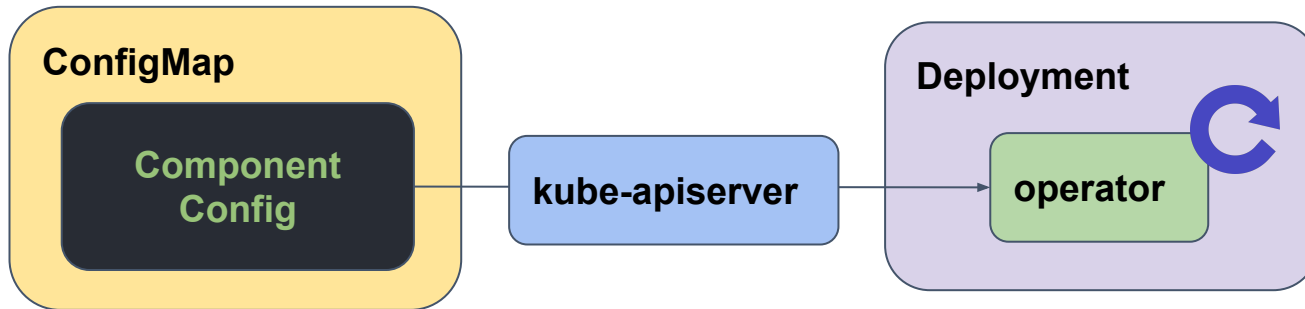 ConfigMap
Component
Config
kube-apiserver
Deployment
operator